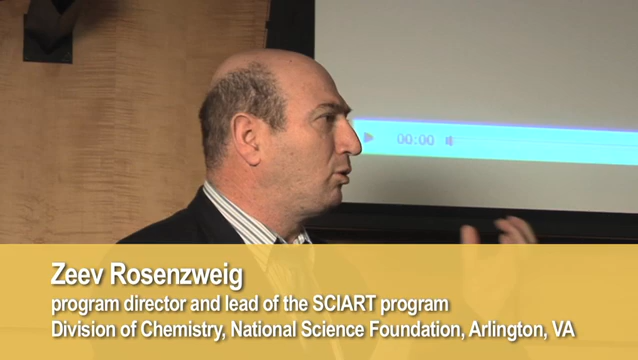 00:00
Zeev Rosenzweig
program director and lead of the SCIART program
Division of Chemistry, National Science Foundation, Arlington, VA